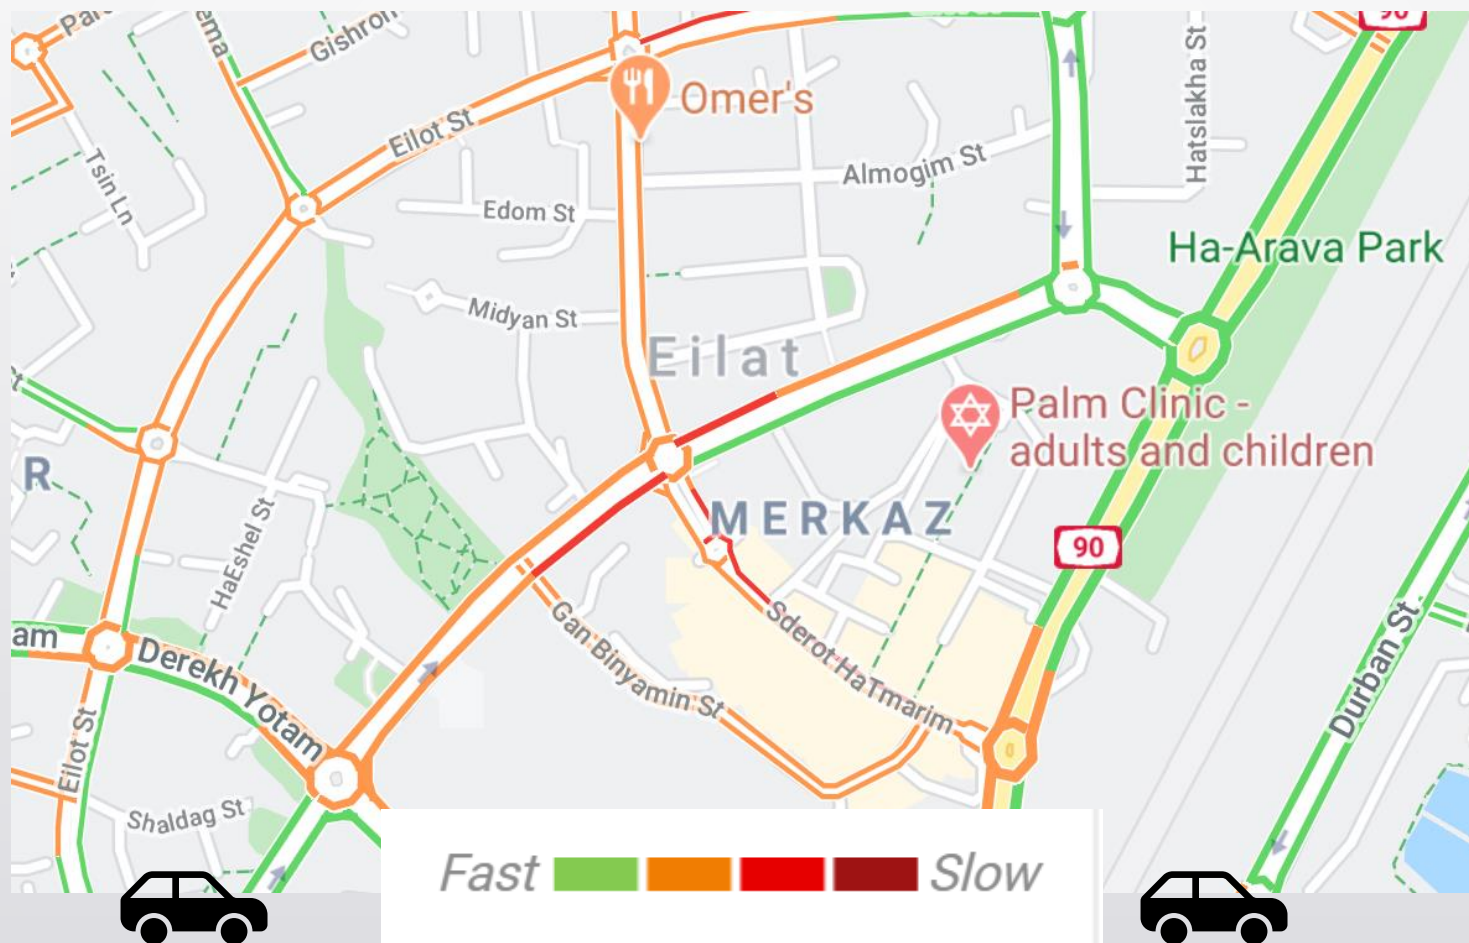 Gishron
90
Omer's
Hatslakha St
Eilot St
Almogim St
Tsin Ln
Edom St
Ha-Arava Park
Midyan St
Eilat
Palm Clinic -
adults and children
R
MERKAZ
90
HaEshel St
Gan Binyamin St
Sderot HaTmarim
am
Derekh Yotam
Durban St
Eilot St
Shaldag St
Fast
Slow